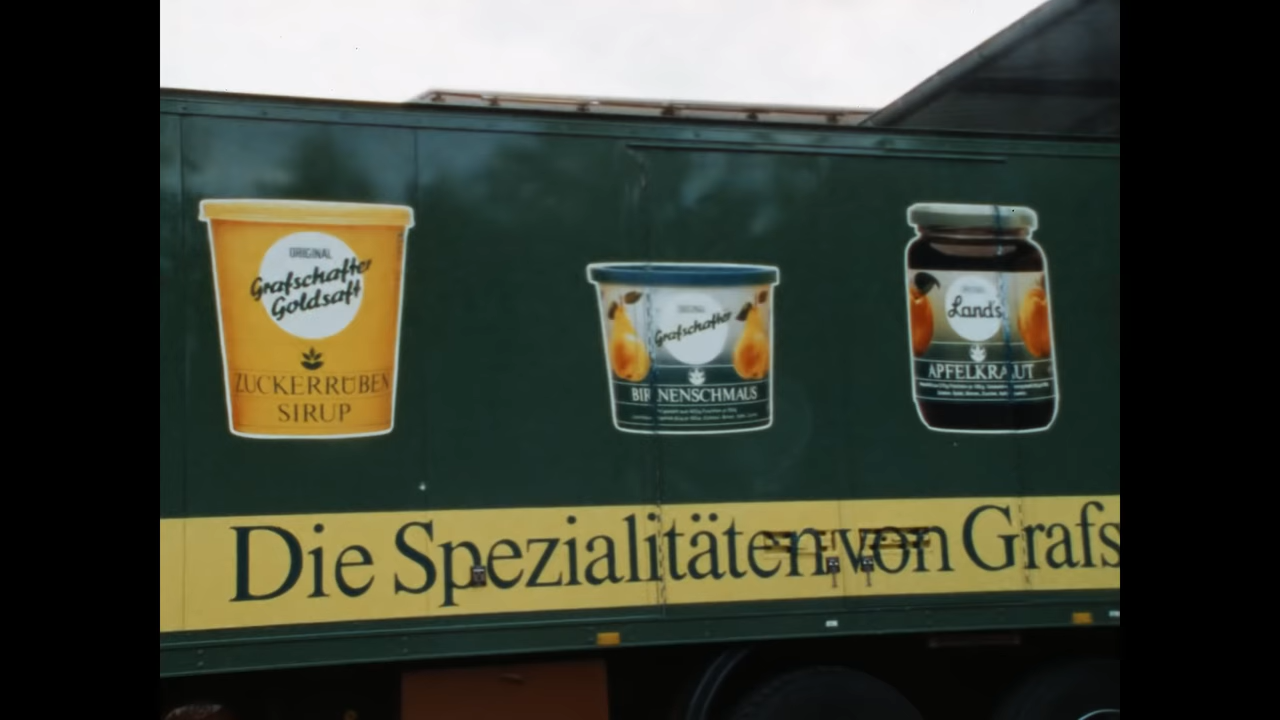 ORIGINAL
Grafschafter
Goldsaft
ZUCKERRÜBEN
SIRUP
Grafschafter
BIRNENSCHMAUS
Land's
APFELKRAUT
Die Spezialitäten von Grafs